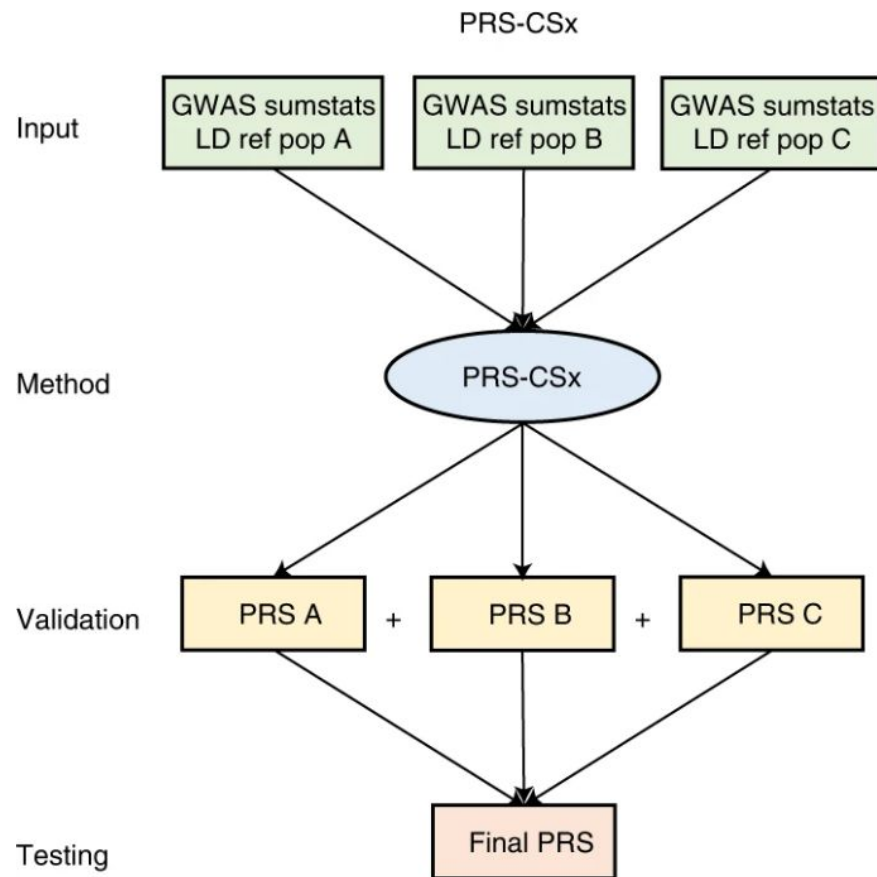 PRS-CSx
Input
GWAS sumstats
LD ref pop A
GWAS sumstats
LD ref pop B
GWAS sumstats
LD ref pop C
Method
PRS-CSx
Validation
PRS A
+
PRS B
+
PRS C
Testing
Final PRS